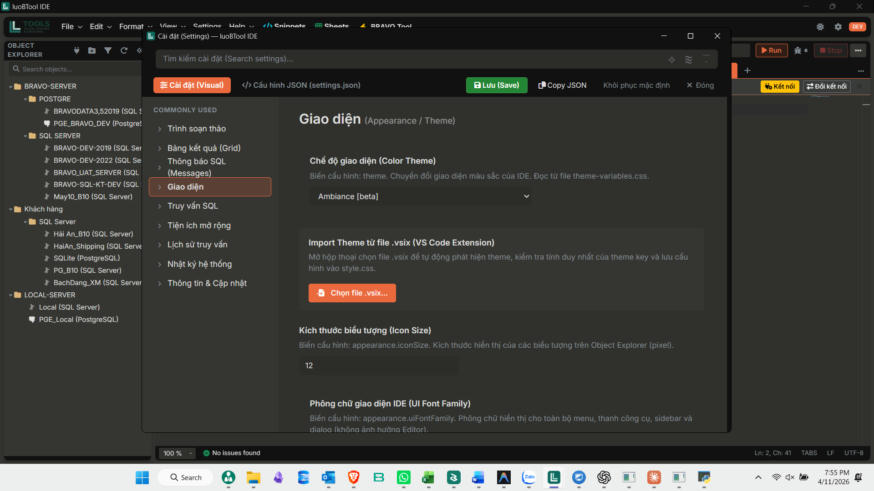 luoBTool IDE
TOOLS
File
Edit
Format
View
Settings
Help
</> Snippets
Sheets
BRAVO Tool
DEV
Cài đặt (Settings) — luoBTool IDE
OBJECT EXPLORER
Search objects...
BRAVO-SERVER
POSTGRE
BRAVODATA3,52019 (SQL S
PGE_BRAVO_DEV (PostgreS
SQL SERVER
BRAVO-DEV-2019 (SQL Ser
BRAVO-DEV-2022 (SQL Se
BRAVO_UAT_SERVER (SQL
BRAVO-SQL-KT-DEV (SQL
May10_B10 (SQL Server)
Khách hàng
SQL Server
Hải An_B10 (SQL Server)
HaiAn_Shipping (SQL Serve
SQLite (PostgreSQL)
PG_B10 (SQL Server)
BachDang_XM (SQL Server)
LOCAL-SERVER
Local (SQL Server)
PGE_Local (PostgreSQL)
Tìm kiếm cài đặt (Search settings)...
Cài đặt (Visual)
</> Cấu hình JSON (settings.json)
Lưu (Save)
Copy JSON
Khôi phục mặc định
Đóng
COMMONLY USED
Trình soạn thảo
Bảng kết quả (Grid)
Thông báo SQL
(Messages)
Giao diện
Truy vấn SQL
Tiện ích mở rộng
Lịch sử truy vấn
Nhật ký hệ thống
Thông tin & Cập nhật
Giao diện (Appearance / Theme)
Chế độ giao diện (Color Theme)
Biến cấu hình: theme. Chuyển đổi giao diện màu sắc của IDE. Đọc từ file theme-variables.css.
Ambiance [beta]
Import Theme từ file .vsix (VS Code Extension)
Mở hộp thoại chọn file .vsix để tự động phát hiện theme, kiểm tra tính duy nhất của theme key và lưu cấu
hình vào style.css.
Chọn file .vsix...
Kích thước biểu tượng (Icon Size)
Biến cấu hình: appearance.iconSize. Kích thước hiển thị của các biểu tượng trên Object Explorer (pixel).
12
Phông chữ giao diện IDE (UI Font Family)
Biến cấu hình: appearance.uiFontFamily. Phông chữ hiển thị cho toàn bộ menu, thanh công cụ, sidebar và
dialog (không ảnh hưởng Editor).
Run
Stop
Kết nối
Đổi kết nối
100 %
No issues found
Ln: 2, Ch: 41
TABS
LF
UTF-8
Search
Zalo
7:55 PM
4/11/2026